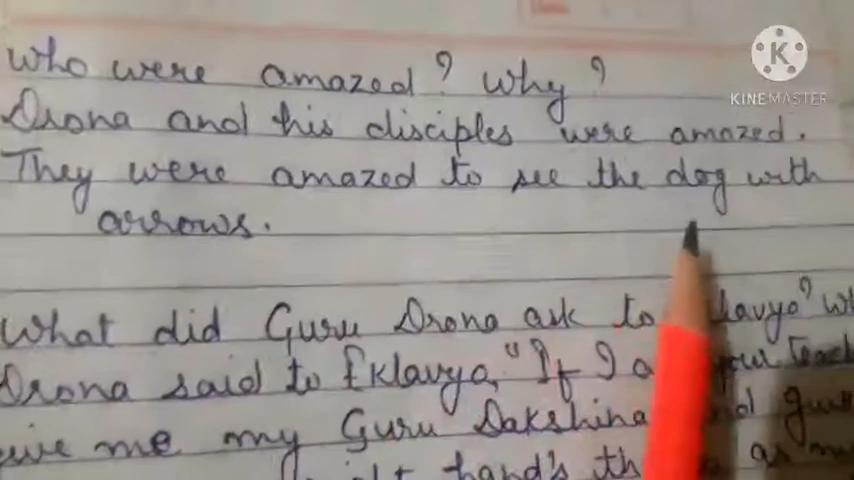 Who were amazed? Why?
Drona and his disciples were amazed.
They were amazed to see the dog with
arrows.
What did Guru Drona ask to
Drona said to Eklavya, "If I
me my Guru Dakshina
hand's
KINEMASTER